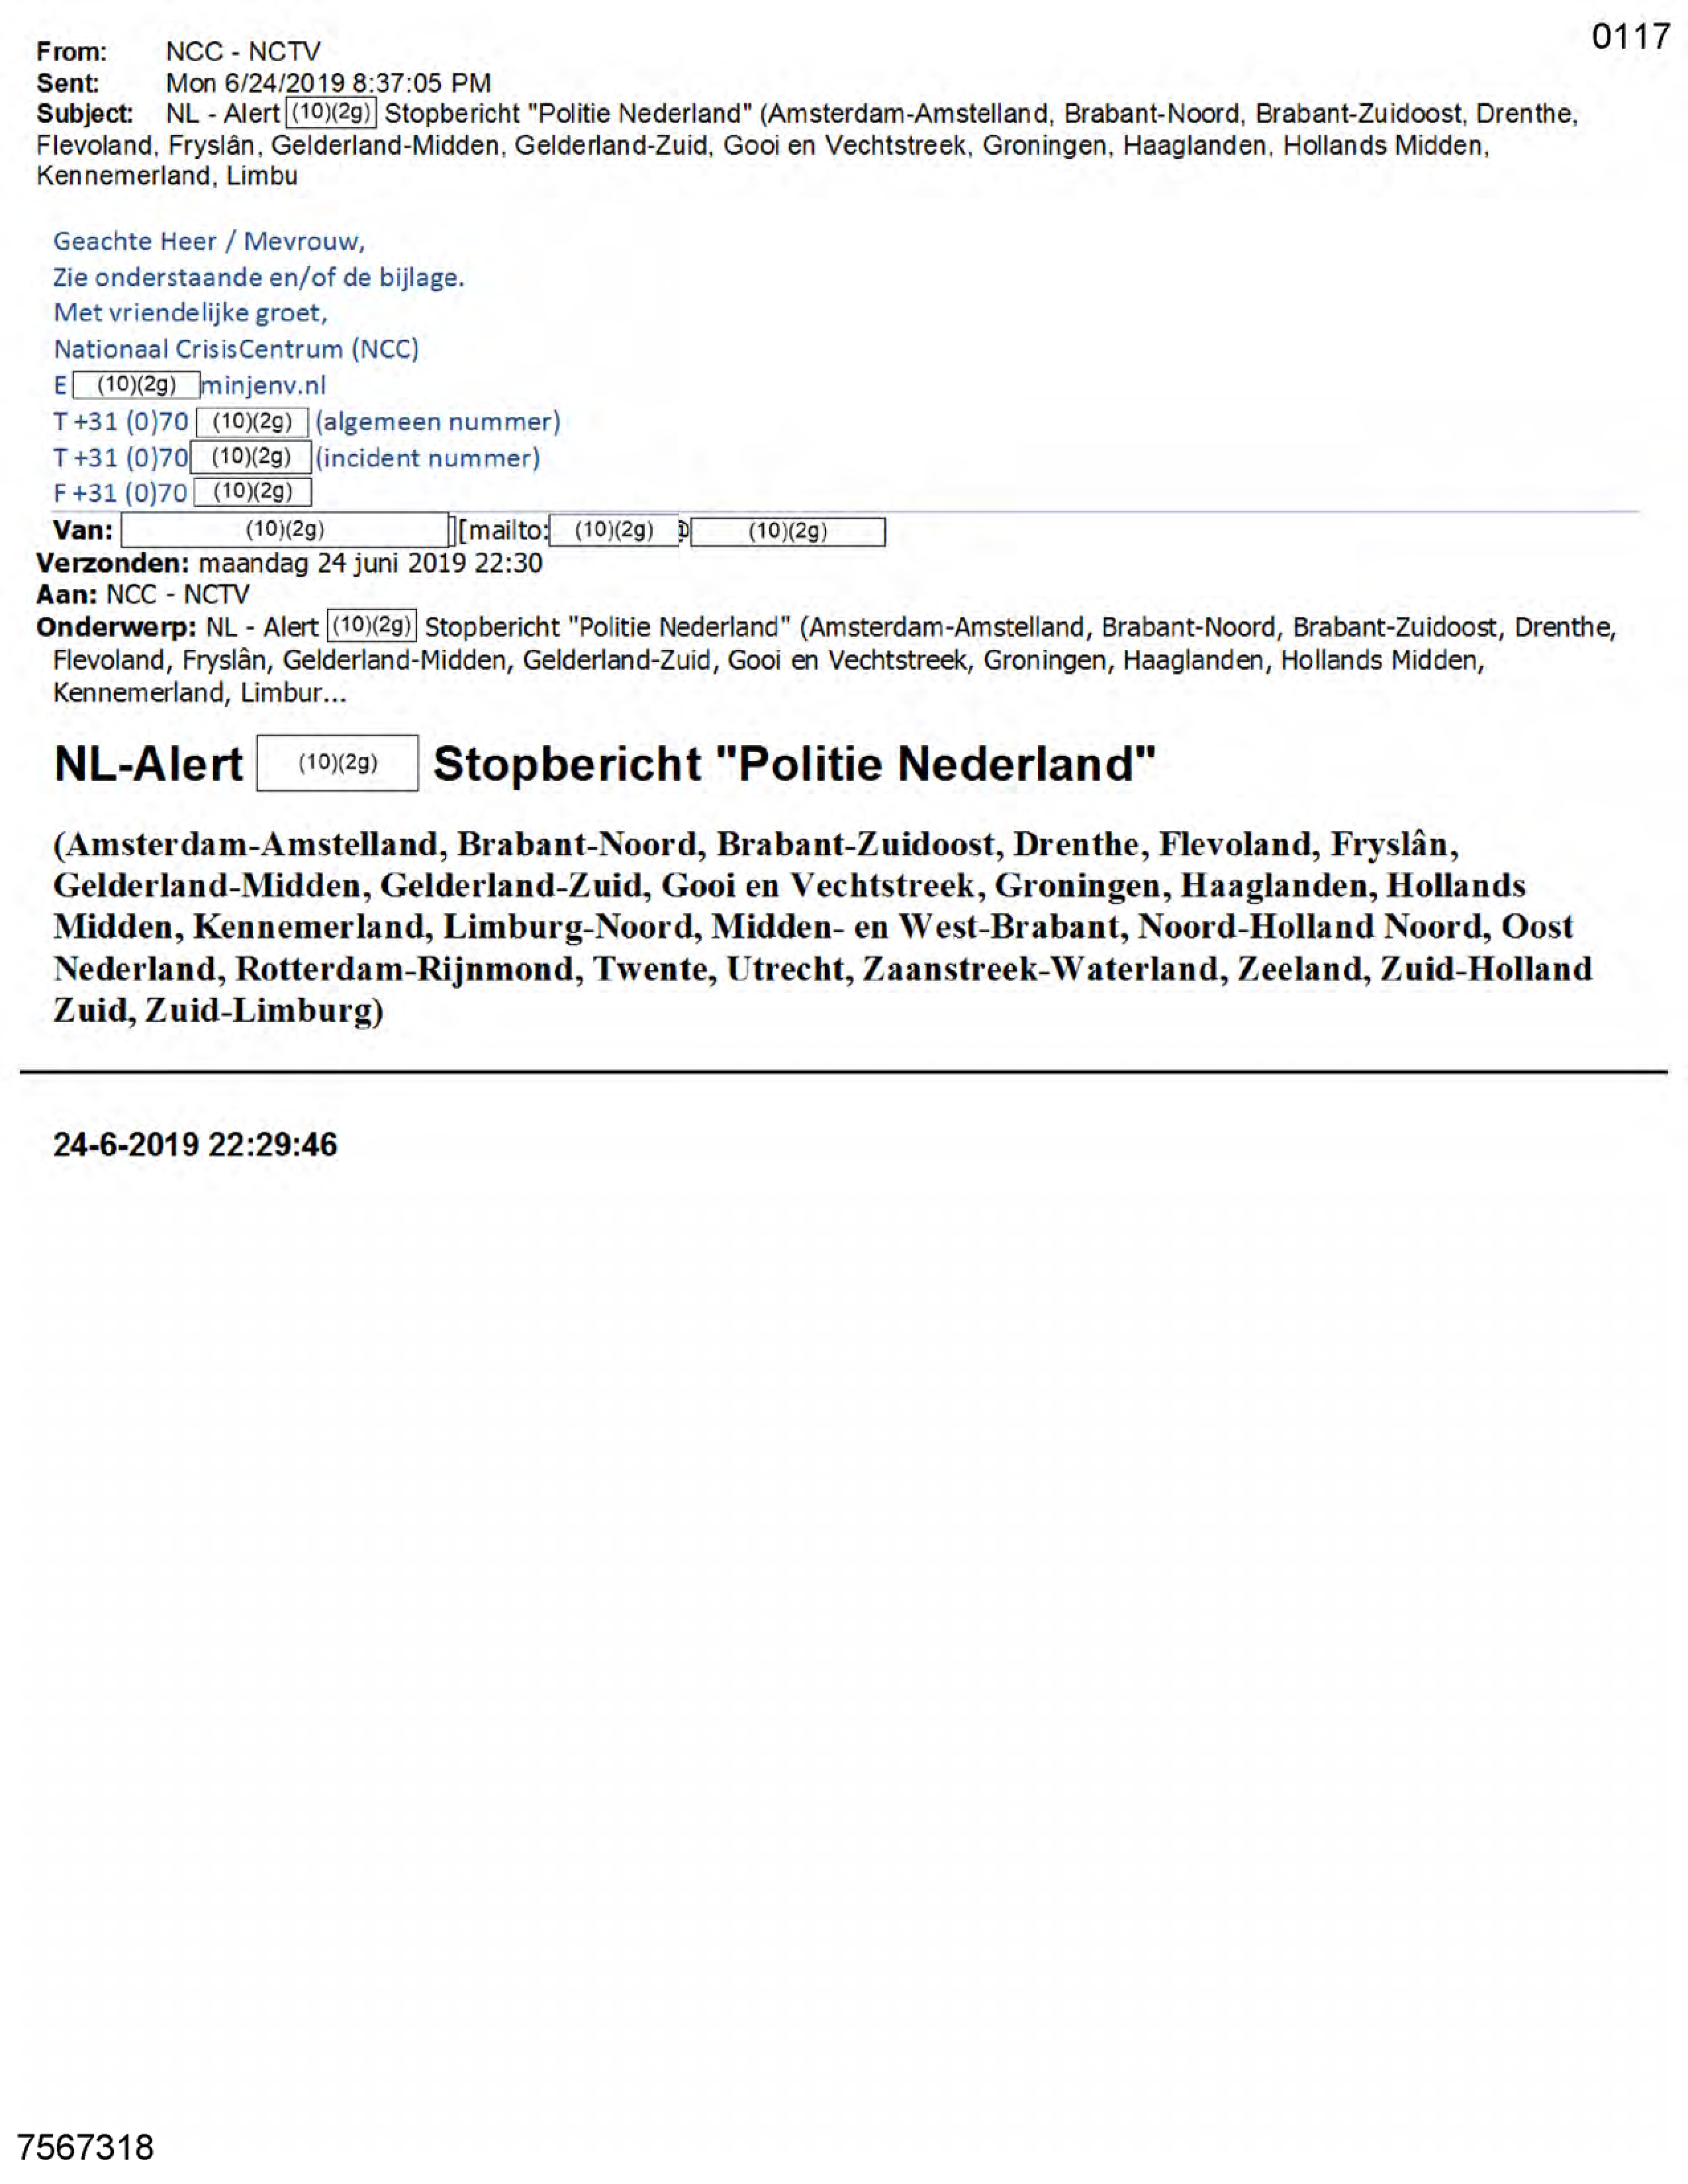 0117
From: NCC - NCTV
Sent: Mon 6/24/2019 8:37:05 PM
Subject: NL - Alert (10)(2g) Stopbericht "Politie Nederland" (Amsterdam-Amstelland, Brabant-Noord, Brabant-Zuidoost, Drenthe,
Flevoland, Fryslân, Gelderland-Midden, Gelderland-Zuid, Gooi en Vechtstreek, Groningen, Haaglanden, Hollands Midden,
Kennemerland, Limbu
Geachte Heer / Mevrouw,
Zie onderstaande en/of de bijlage.
Met vriendelijke groet,
Nationaal CrisisCentrum (NCC)
E (10)(2g) minjenv.nl
T +31 (0)70 (10)(2g) (algemeen nummer)
T +31 (0)70 (10)(2g) (incident nummer)
F +31 (0)70 (10)(2g)
Van: (10)(2g) [mailto: (10)(2g) @ (10)(2g)
Verzonden: maandag 24 juni 2019 22:30
Aan: NCC - NCTV
Onderwerp: NL - Alert (10)(2g) Stopbericht "Politie Nederland" (Amsterdam-Amstelland, Brabant-Noord, Brabant-Zuidoost, Drenthe,
Flevoland, Fryslân, Gelderland-Midden, Gelderland-Zuid, Gooi en Vechtstreek, Groningen, Haaglanden, Hollands Midden,
Kennemerland, Limbur...
NL-Alert (10)(2g) Stopbericht "Politie Nederland"
(Amsterdam-Amstelland, Brabant-Noord, Brabant-Zuidoost, Drenthe, Flevoland, Fryslân,
Gelderland-Midden, Gelderland-Zuid, Gooi en Vechtstreek, Groningen, Haaglanden, Hollands
Midden, Kennemerland, Limburg-Noord, Midden- en West-Brabant, Noord-Holland Noord, Oost
Nederland, Rotterdam-Rijnmond, Twente, Utrecht, Zaanstreek-Waterland, Zeeland, Zuid-Holland
Zuid, Zuid-Limburg)
24-6-2019 22:29:46
7567318